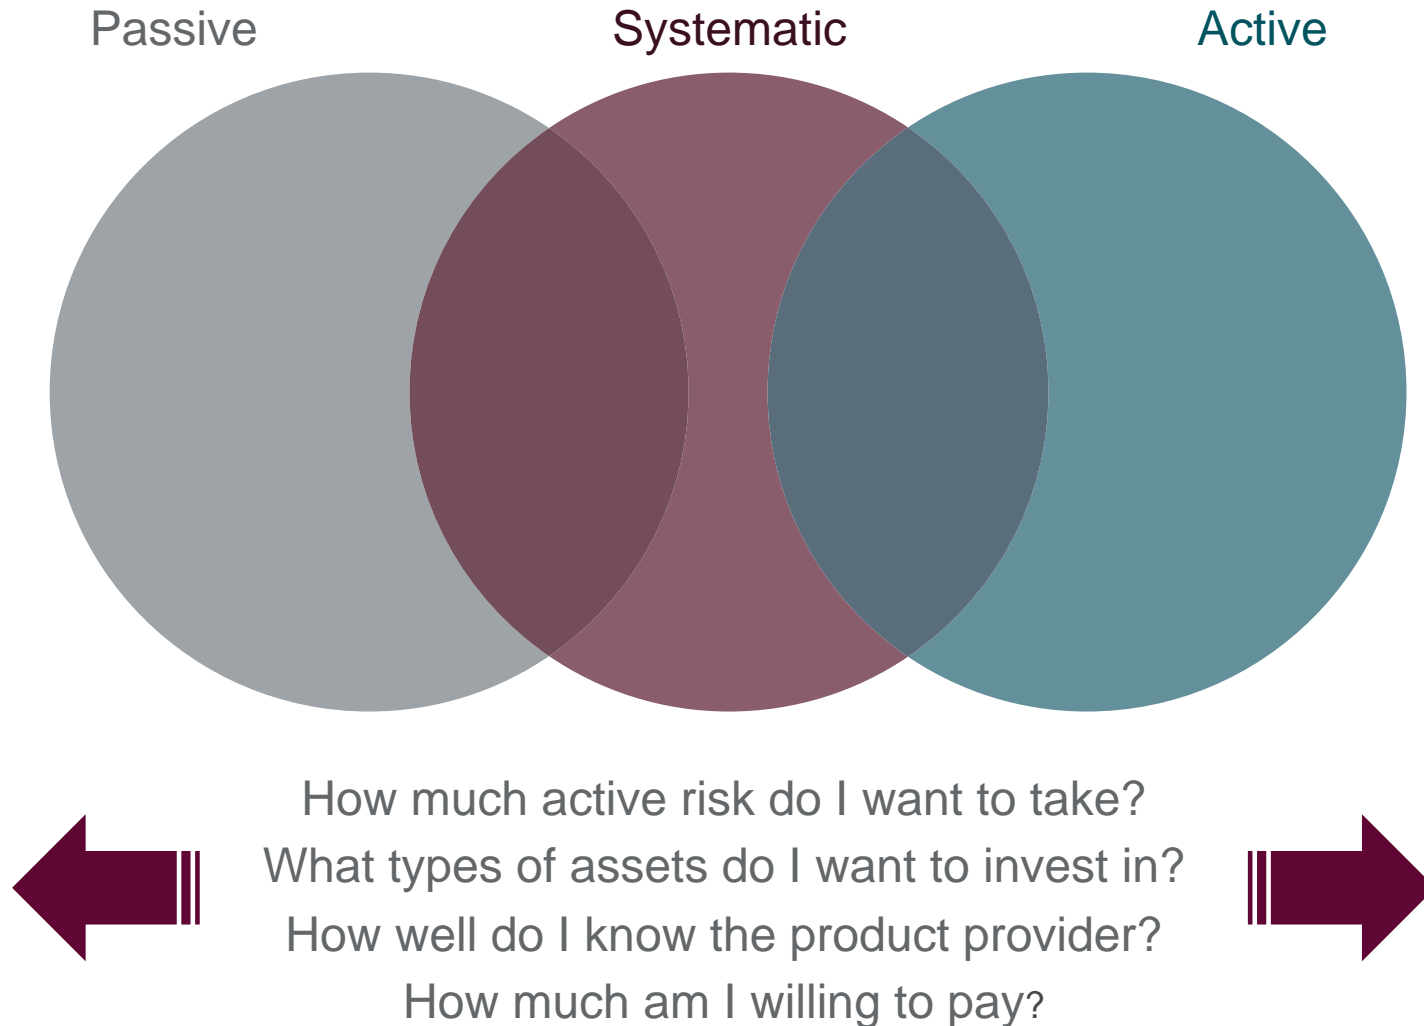 Passive Systematic Active
How much active risk do I want to take?
What types of assets do I want to invest in?
How well do I know the product provider?
How much am I willing to pay?